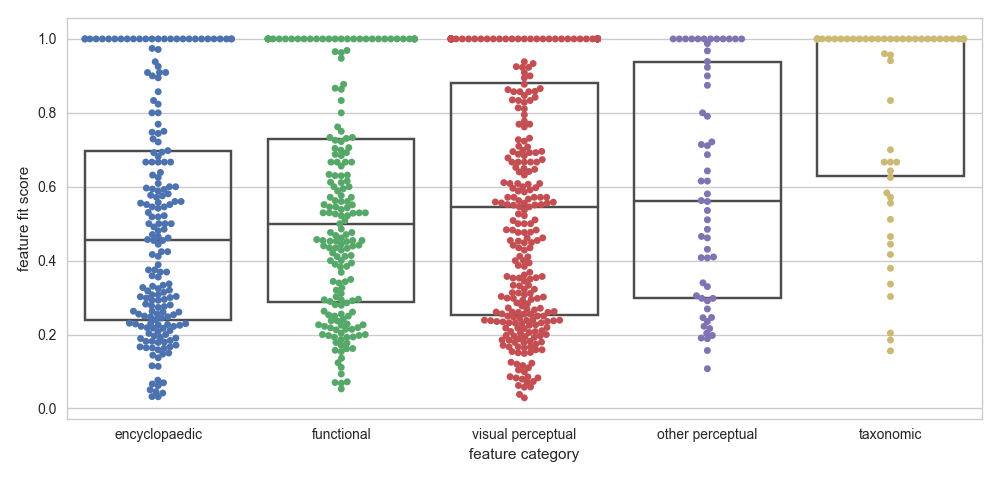 feature fit score
1.0
0.8
0.6
0.4
0.2
0.0
encyclopaedic functional visual perceptual other perceptual taxonomic
feature category